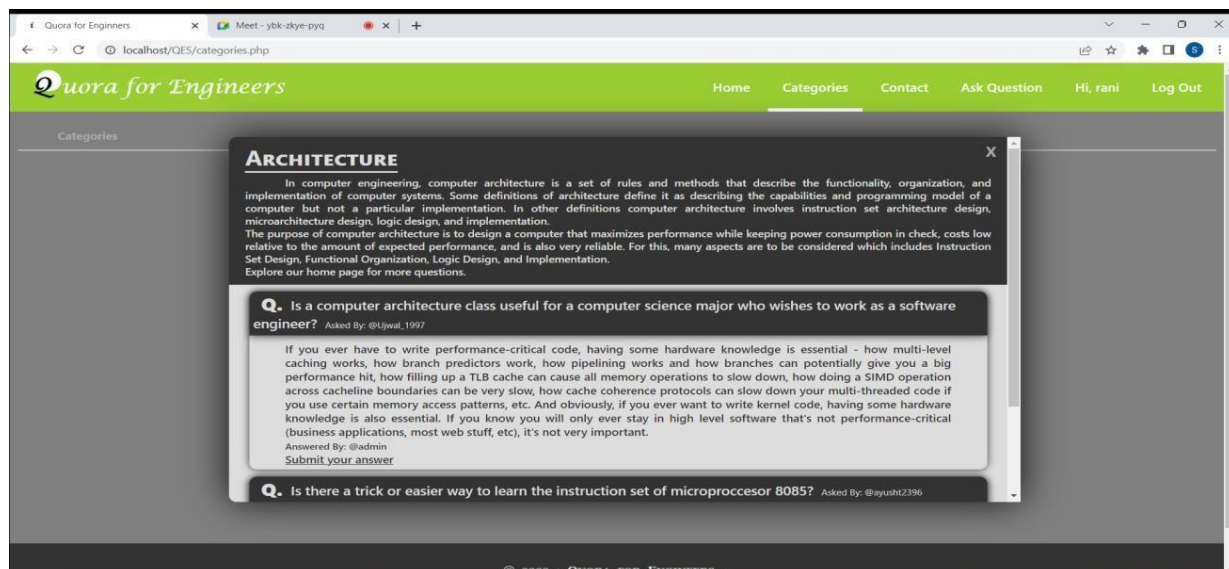 Quora for Enginners
Meet - ybk-zkye-pyq
localhost/QES/categories.php
S
Quora for Engineers
Home Categories Contact Ask Question Hi, rani Log Out
Categories
ARCHITECTURE
X
In computer engineering, computer architecture is a set of rules and methods that describe the functionality, organization, and
implementation of computer systems. Some definitions of architecture define it as describing the capabilities and programming model of a
computer but not a particular implementation. In other definitions computer architecture involves instruction set architecture design,
microarchitecture design, logic design, and implementation.
The purpose of computer architecture is to design a computer that maximizes performance while keeping power consumption in check, costs low
relative to the amount of expected performance, and is also very reliable. For this, many aspects are to be considered which includes Instruction
Set Design, Functional Organization, Logic Design, and Implementation.
Explore our home page for more questions.
Q. Is a computer architecture class useful for a computer science major who wishes to work as a software
engineer? Asked By: @Ujwal_1997
If you ever have to write performance-critical code, having some hardware knowledge is essential - how multi-level
caching works, how branch predictors work, how pipelining works and how branches can potentially give you a big
performance hit, how filling up a TLB cache can cause all memory operations to slow down, how doing a SIMD operation
across cacheline boundaries can be very slow, how cache coherence protocols can slow down your multi-threaded code if
you use certain memory access patterns, etc. And obviously, if you ever want to write kernel code, having some hardware
knowledge is also essential. If you know you will only ever stay in high level software that's not performance-critical
(business applications, most web stuff, etc), it's not very important.
Answered By: @admin
Submit your answer
Q. Is there a trick or easier way to learn the instruction set of microproccesor 8085? Asked By: @ayusht2396
QUORA FOR ENGINEERS